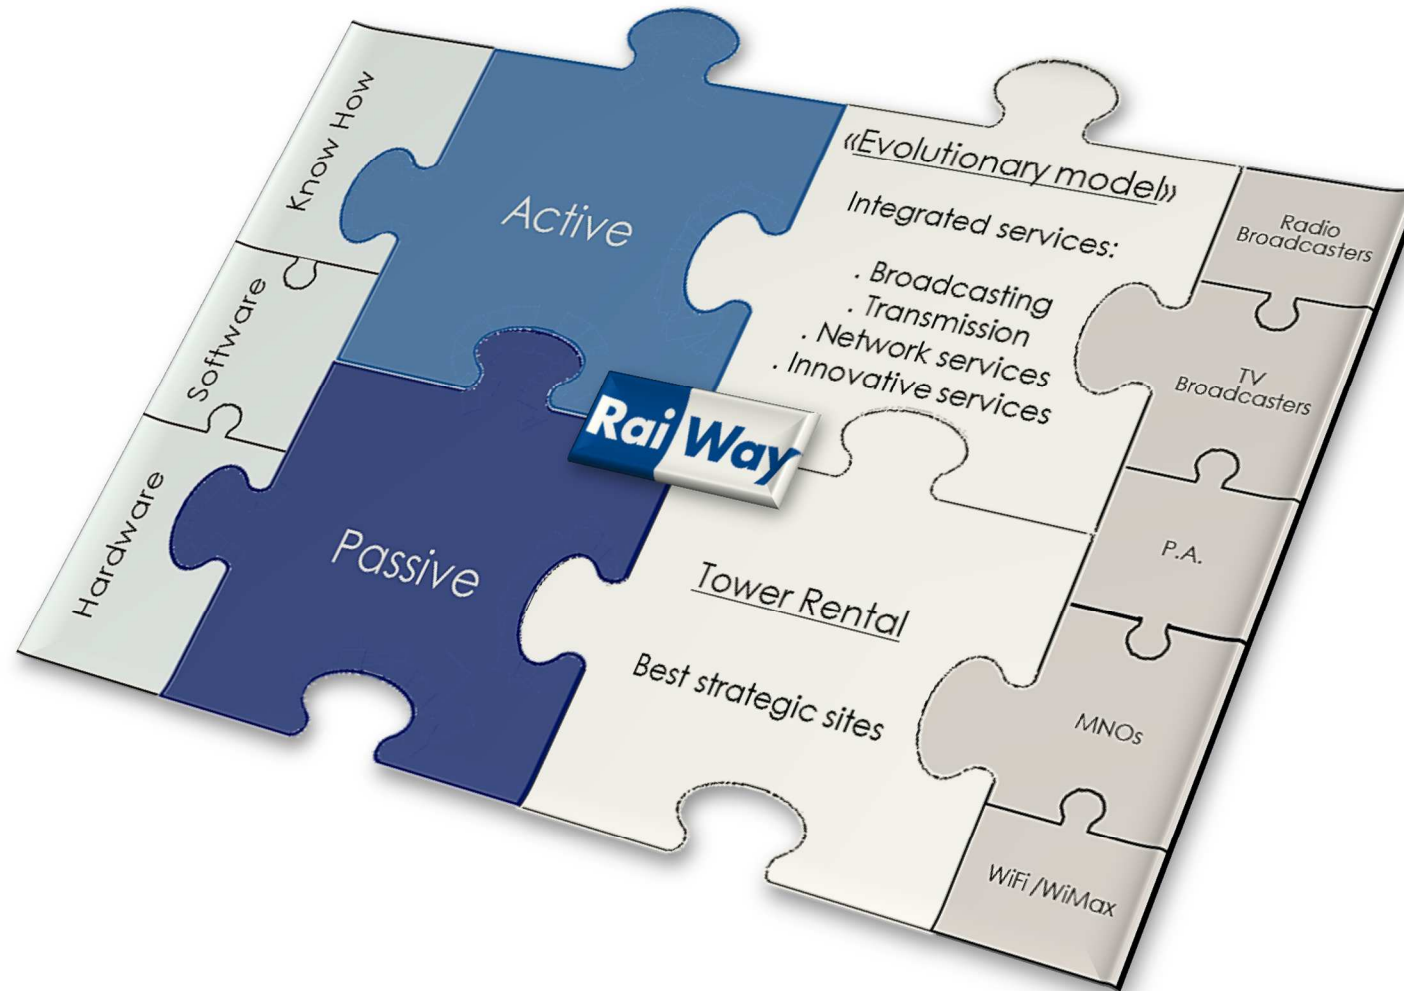 Know How
Software
Hardware
Active
Passive
Rai Way
«Evolutionary model»
Integrated services:
. Broadcasting
. Transmission
. Network services
. Innovative services
Tower Rental
Best strategic sites
Radio
Broadcasters
TV
Broadcasters
P.A.
MNOs
WiFi /WiMax